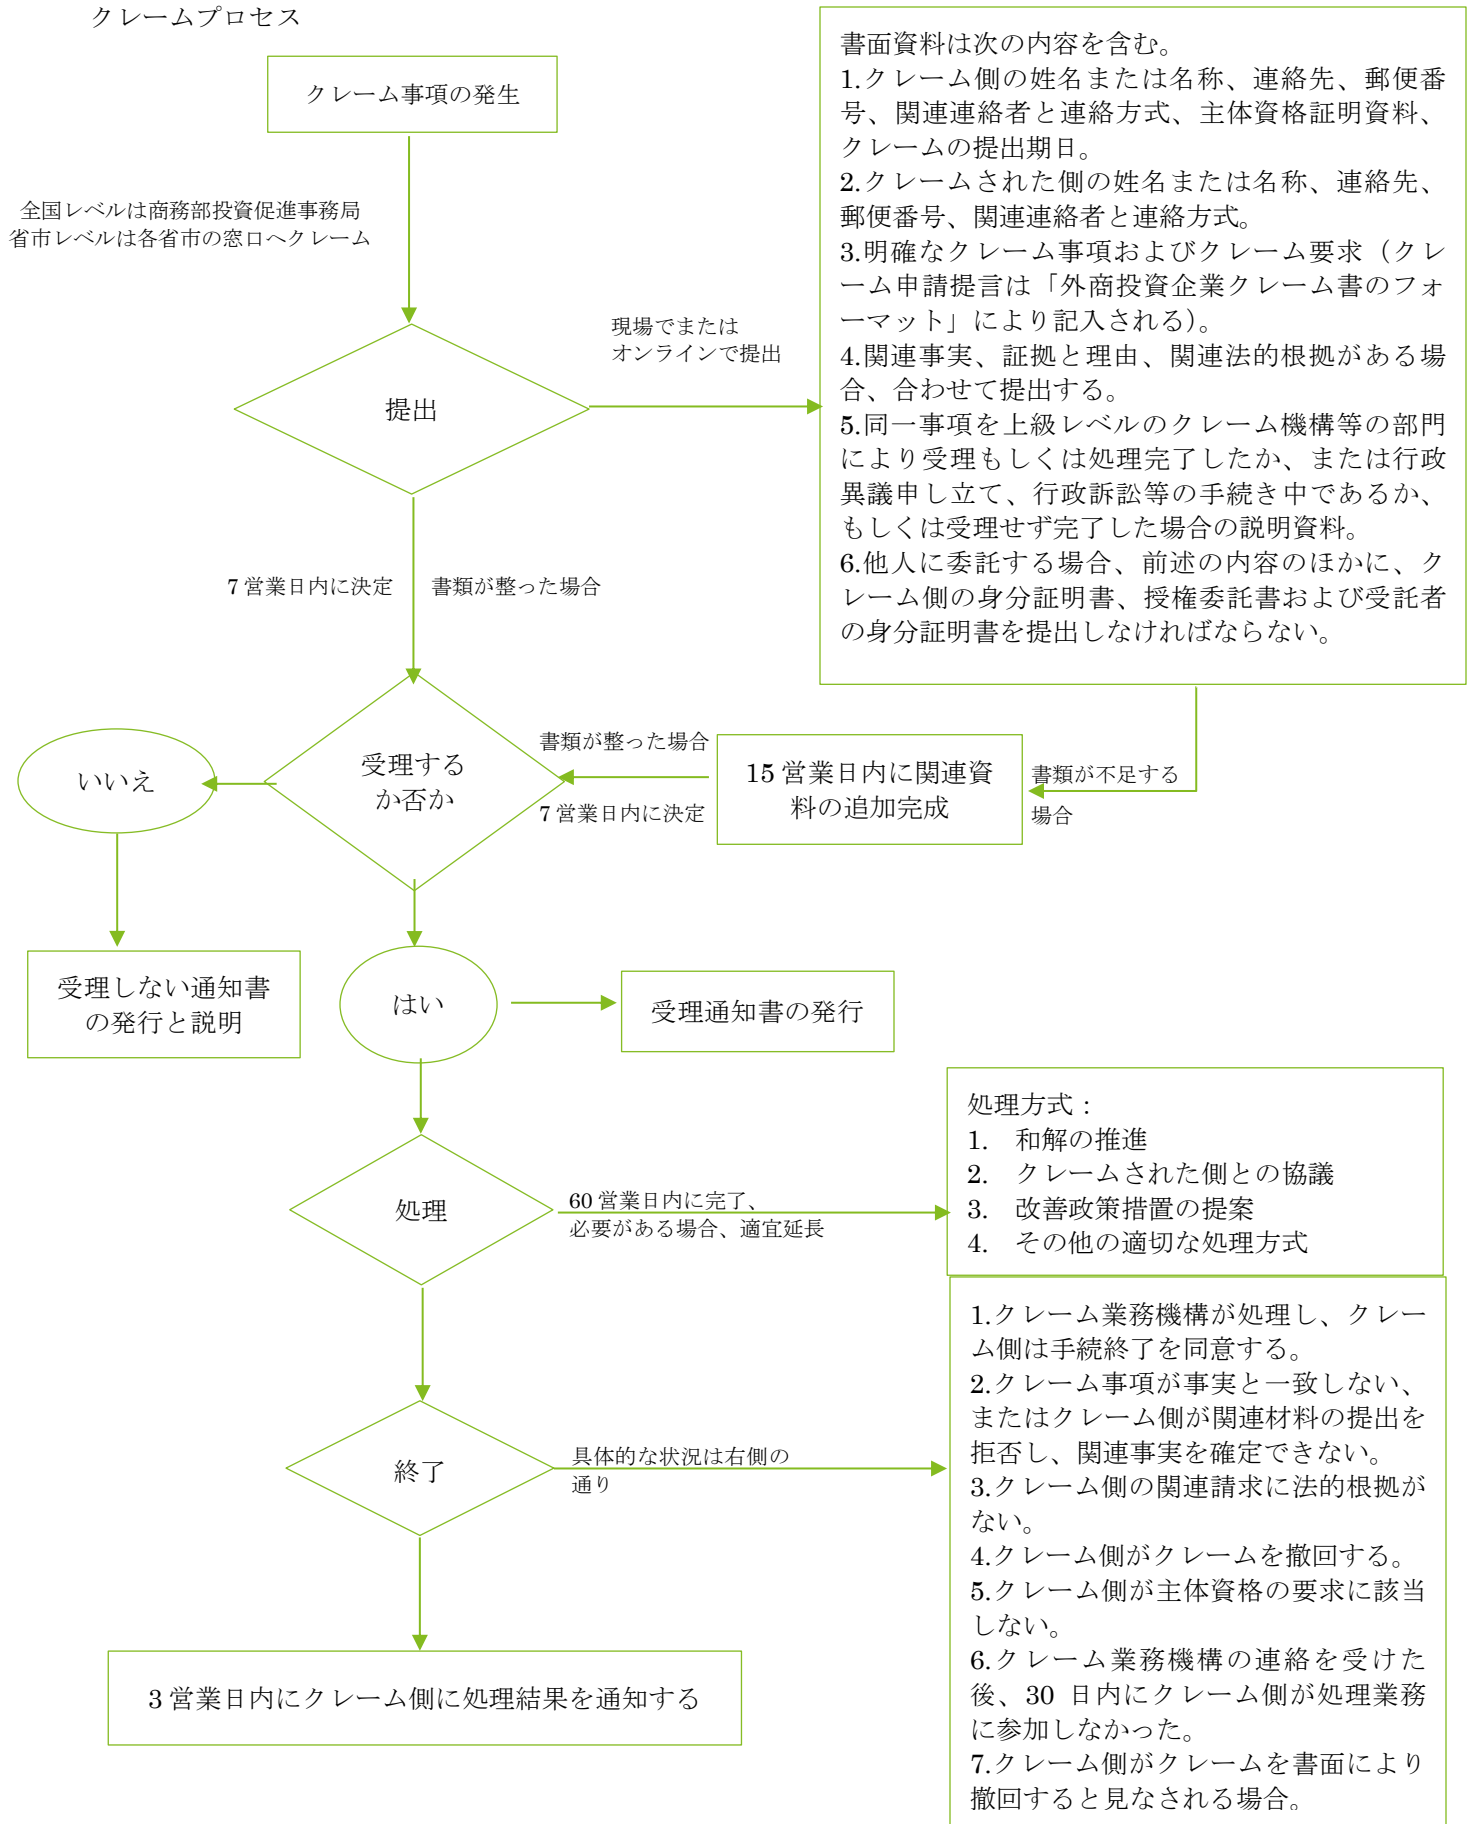 クレームプロセス
クレーム事項の発生
全国レベルは商務部投資促進事務局
省市レベルは各省市の窓口へクレーム
提出
現場でまたは
オンラインで提出
書面資料は次の内容を含む。
1.クレーム側の姓名または名称、連絡先、郵便番
号、関連連絡者と連絡方式、主体資格証明資料、
クレームの提出期日。
2.クレームされた側の姓名または名称、連絡先、
郵便番号、関連連絡者と連絡方式。
3.明確なクレーム事項およびクレーム要求（クレ
ーム申請提言は「外商投資企業クレーム書のフォ
ーマット」により記入される）。
4.関連事実、証拠と理由、関連法的根拠がある場
合、合わせて提出する。
5.同一事項を上級レベルのクレーム機構等の部門
により受理もしくは処理完了したか、または行政
異議申し立て、行政訴訟等の手続き中であるか、
もしくは受理せず完了した場合の説明資料。
6.他人に委託する場合、前述の内容のほかに、ク
レーム側の身分証明書、授権委託書および受託者
の身分証明書を提出しなければならない。
7 営業日内に決定
書類が整った場合
書類が不足する
場合
15 営業日内に関連資
料の追加完成
書類が整った場合
7 営業日内に決定
受理する
か否か
いいえ
受理しない通知書
の発行と説明
はい
受理通知書の発行
処理
60 営業日内に完了、
必要がある場合、適宜延長
処理方式：
1. 和解の推進
2. クレームされた側との協議
3. 改善政策措置の提案
4. その他の適切な処理方式
終了
具体的な状況は右側の
通り
1.クレーム業務機構が処理し、クレー
ム側は手続終了を同意する。
2.クレーム事項が事実と一致しない、
またはクレーム側が関連材料の提出を
拒否し、関連事実を確定できない。
3.クレーム側の関連請求に法的根拠が
ない。
4.クレーム側がクレームを撤回する。
5.クレーム側が主体資格の要求に該当
しない。
6.クレーム業務機構の連絡を受けた
後、30 日内にクレーム側が処理業務
に参加しなかった。
7.クレーム側がクレームを書面により
撤回すると見なされる場合。
3 営業日内にクレーム側に処理結果を通知する